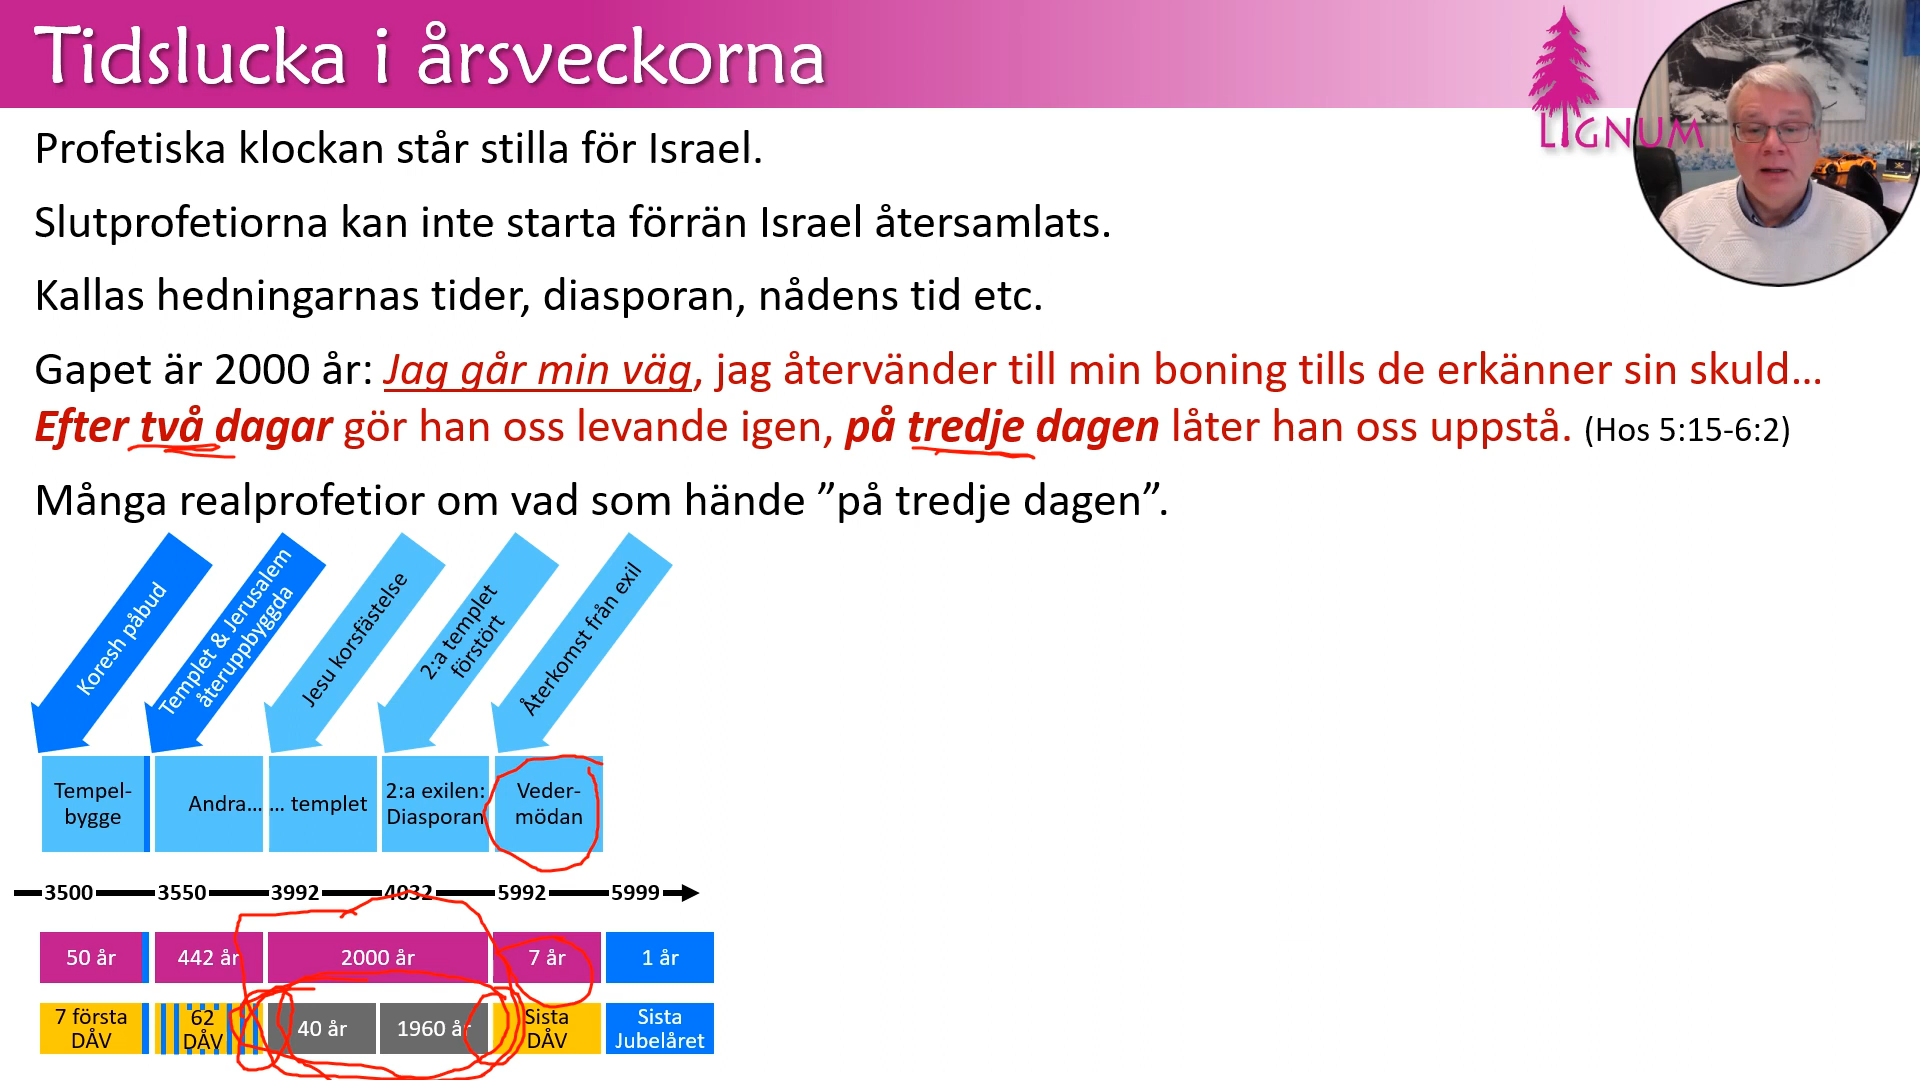 Tidslucka i årsveckorna
LIGNUM
Profetiska klockan står stilla för Israel.
Slutprofetiorna kan inte starta förrän Israel återsamlats.
Kallas hedningarnas tider, diasporan, nådens tid etc.
Gapet är 2000 år: Jag går min väg, jag återvänder till min boning tills de erkänner sin skuld...
Efter två dagar gör han oss levande igen, på tredje dagen låter han oss uppstå. (Hos 5:15-6:2)
Många realprofetior om vad som hände ”på tredje dagen”.
Koresh påbud
Templet & Jerusalem
återuppbyggda
Jesu korsfästelse
2:a templet
förstört
Återkomst från exil
Tempel-
bygge
Andra...
... templet
2:a exilen:
Diasporan
Veder-
mödan
3500 3550 3992 4032 5992 5999
50 år 442 år 2000 år 7 år 1 år
7 första
DÅV
62
DÅV
40 år
1960 år
Sista
DÅV
Sista
Jubelåret